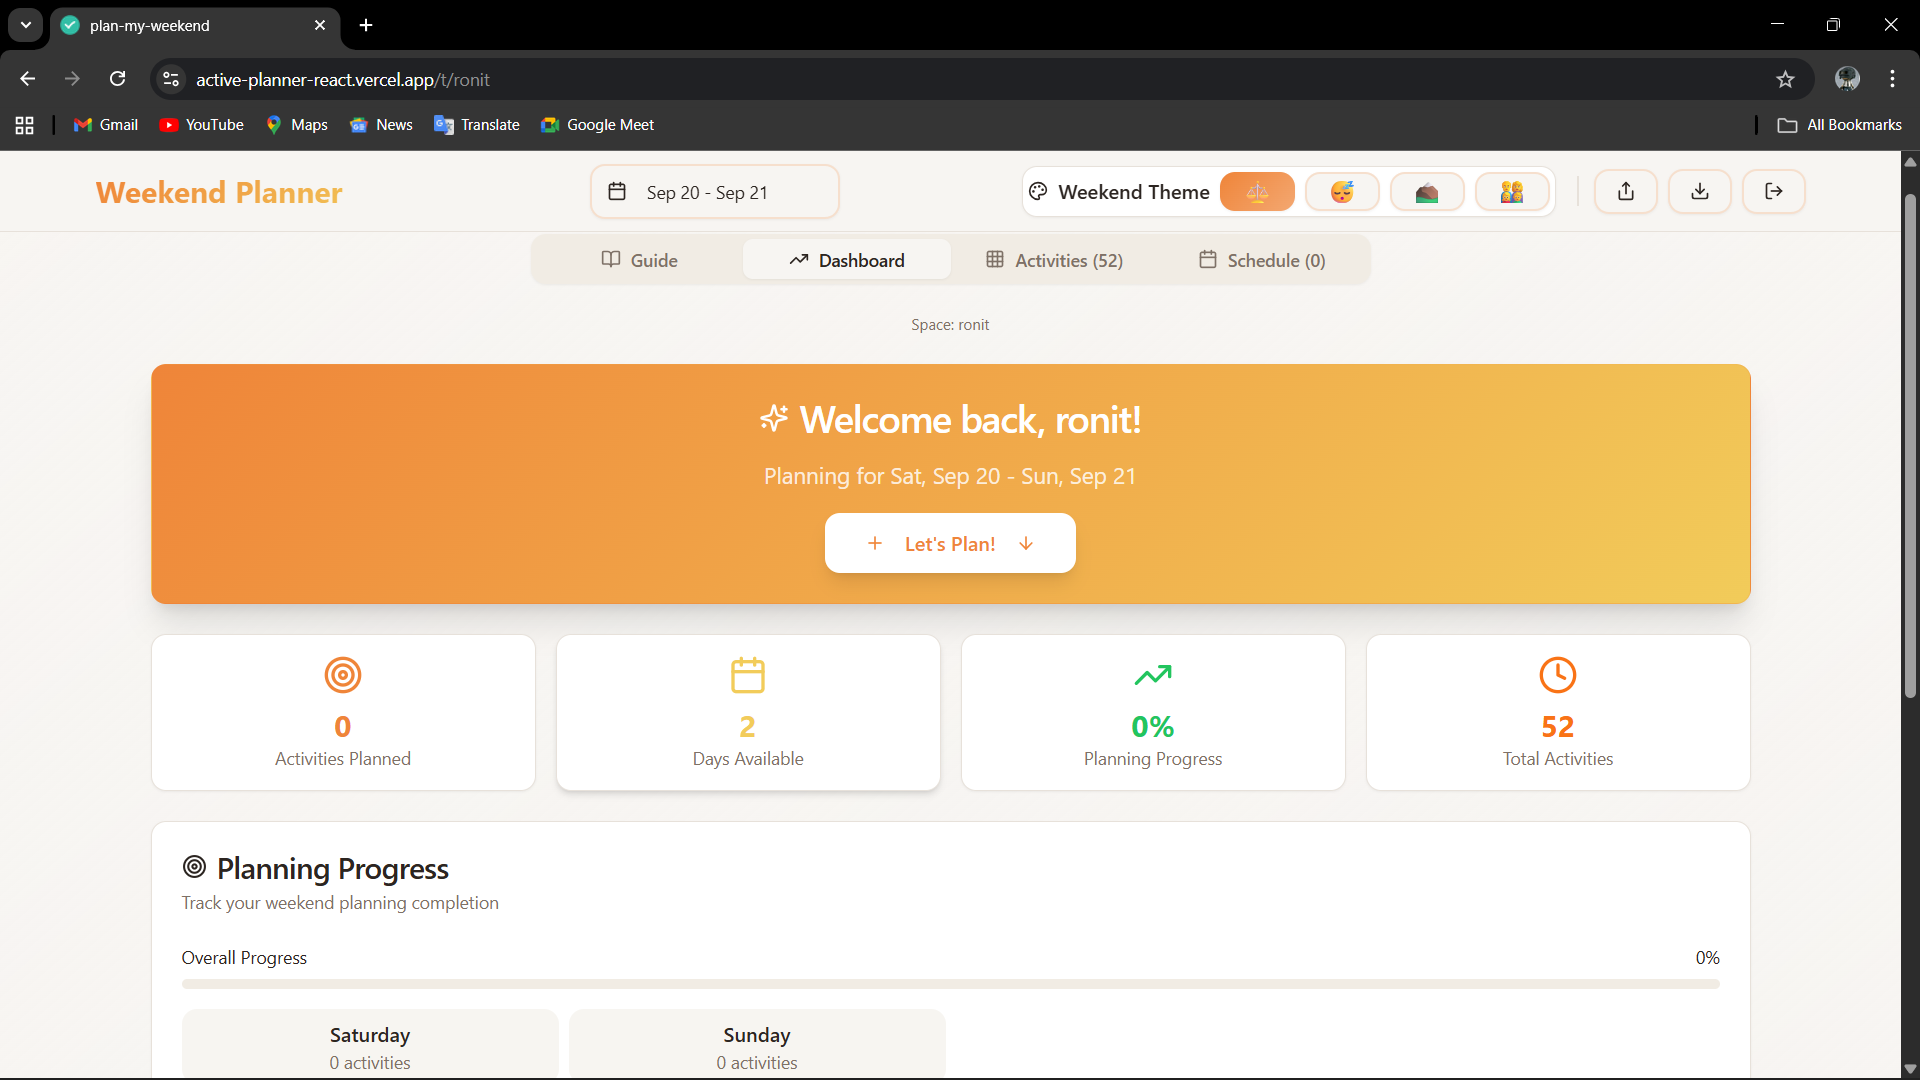 plan-my-weekend
active-planner-react.vercel.app/t/ronit
Gmail YouTube Maps News Translate Google Meet All Bookmarks
Weekend Planner Sep 20 - Sep 21 Weekend Theme
Guide Dashboard Activities (52) Schedule (0)
Space: ronit
Welcome back, ronit!
Planning for Sat, Sep 20 - Sun, Sep 21
Let's Plan!
0 2 0% 52
Activities Planned Days Available Planning Progress Total Activities
Planning Progress
Track your weekend planning completion
Overall Progress 0%
Saturday Sunday
0 activities 0 activities